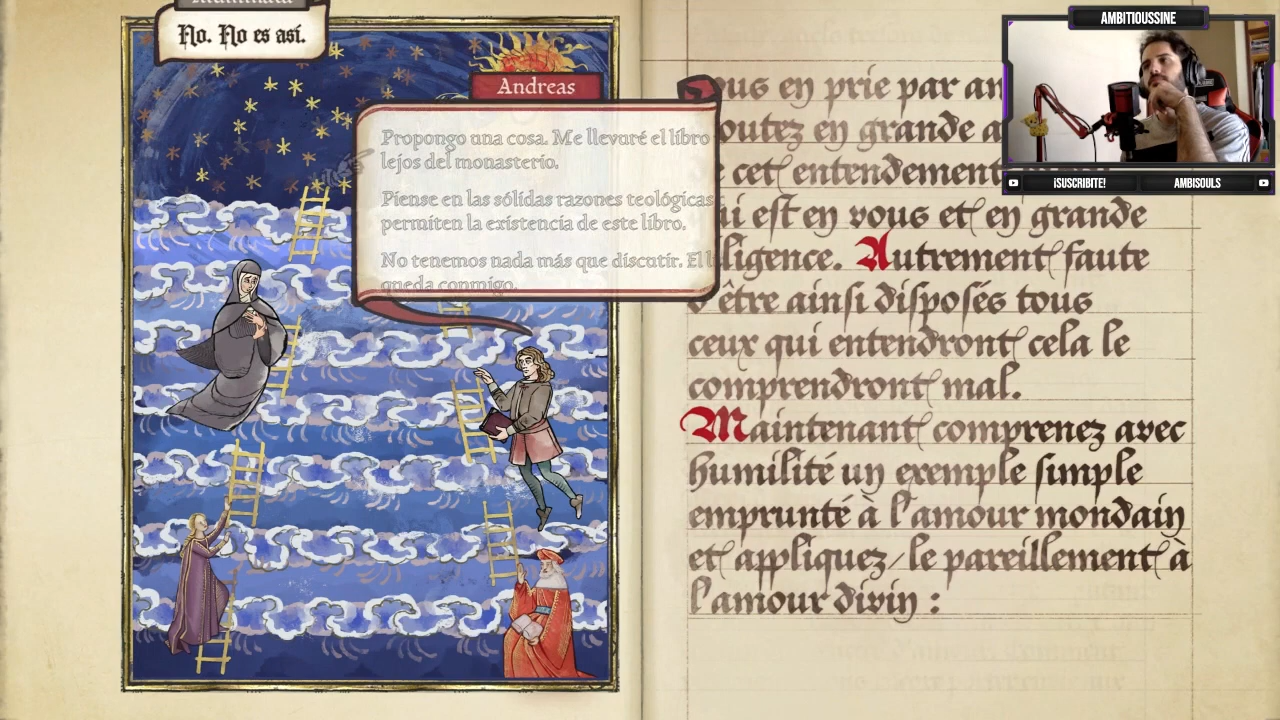 No. No es así.
Andreas
Propongo una cosa. Me llevaré el libro
lejos del monasterio.
Piense en las sólidas razones teológicas
permiten la existencia de este libro.
No tenemos nada más que discutir. El
queda conmigo.
ous en prie par
outez en grande
cet entendement
ui est en vous et en grande
ligence. Autrement faute
d'être ainsi disposés tous
ceux qui entendront cela le
comprendront mal.
Maintenant comprenez avec
humilité un exemple simple
emprunté à l'amour mondain
et appliquez-le pareillement à
l'amour divin :
AMBITIOUSSINE
¡SUSCRIBITE!
AMBISOULS